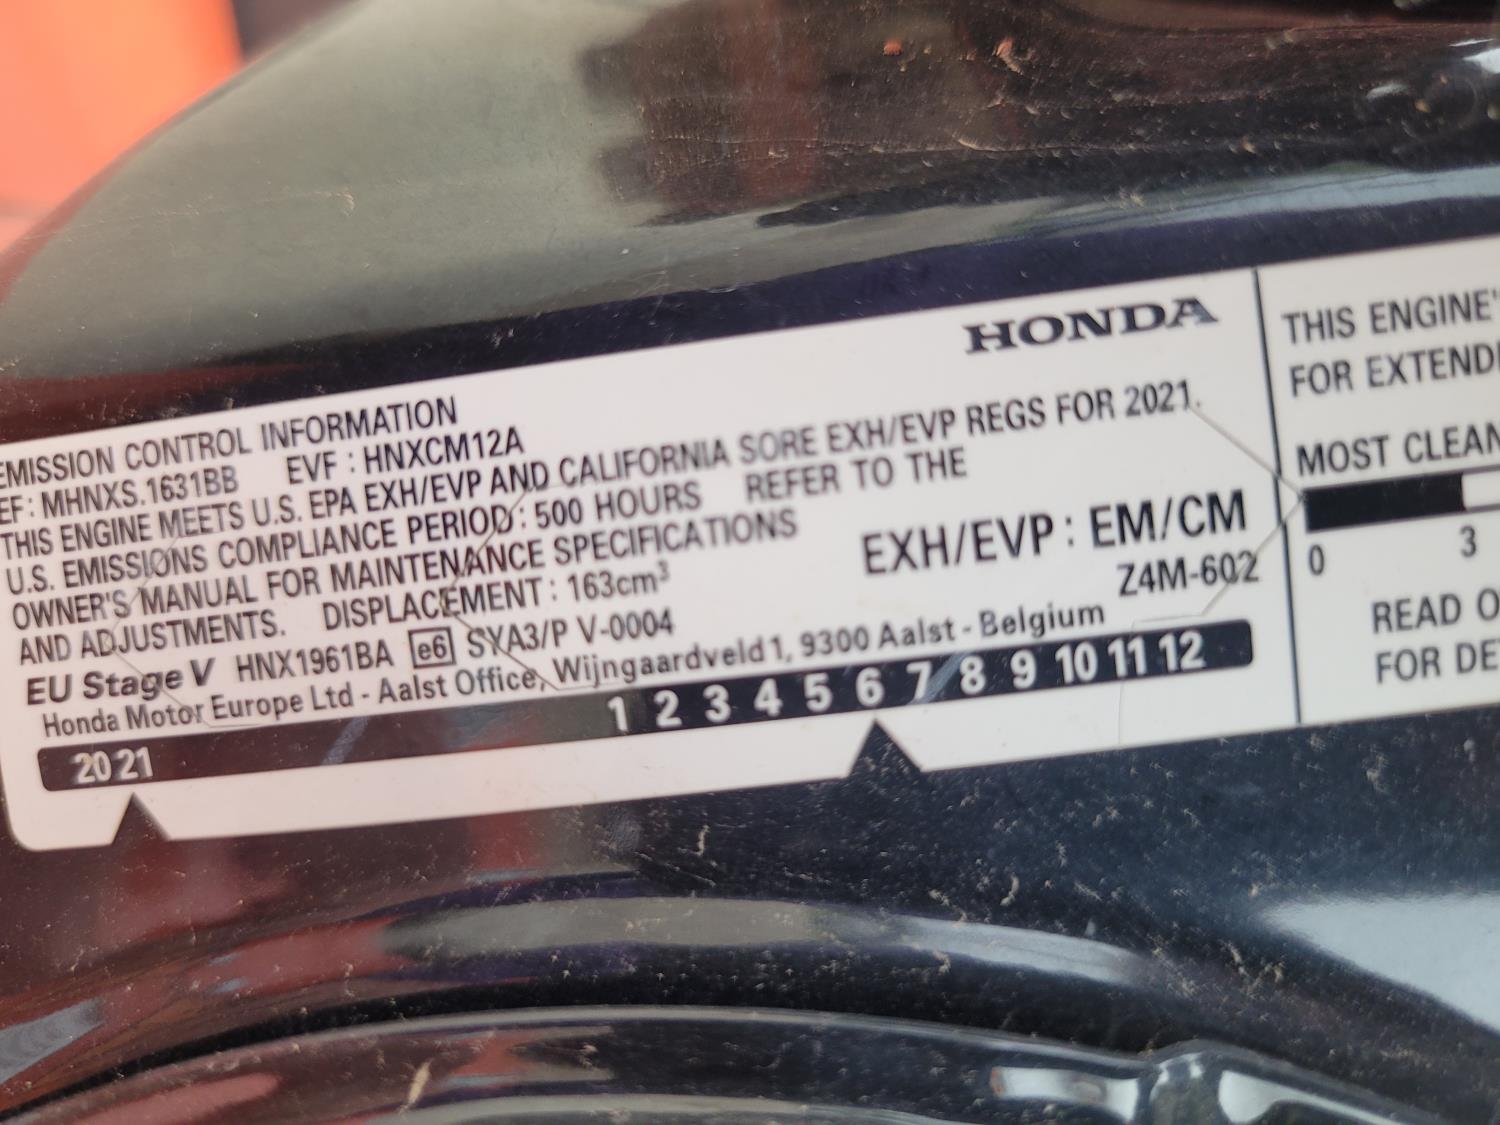 HONDA
EMISSION CONTROL INFORMATION
EF: MHNXS.1631BB EVF : HNXCM12A
THIS ENGINE MEETS U.S. EPA EXH/EVP AND CALIFORNIA SORE EXH/EVP REGS FOR 2021.
U.S. EMISSIONS COMPLIANCE PERIOD: 500 HOURS REFER TO THE
OWNER'S MANUAL FOR MAINTENANCE SPECIFICATIONS
AND ADJUSTMENTS. DISPLACEMENT : 163cm³ EXH/EVP : EM/CM
EU Stage V HNX1961BA e6 SYA3/P V-0004 Z4M-602
Honda Motor Europe Ltd - Aalst Office, Wijngaardveld 1, 9300 Aalst - Belgium
2021 1 2 3 4 5 6 7 8 9 10 11 12
THIS ENGINE'
FOR EXTENDE
MOST CLEAN
0 3
READ O
FOR DE